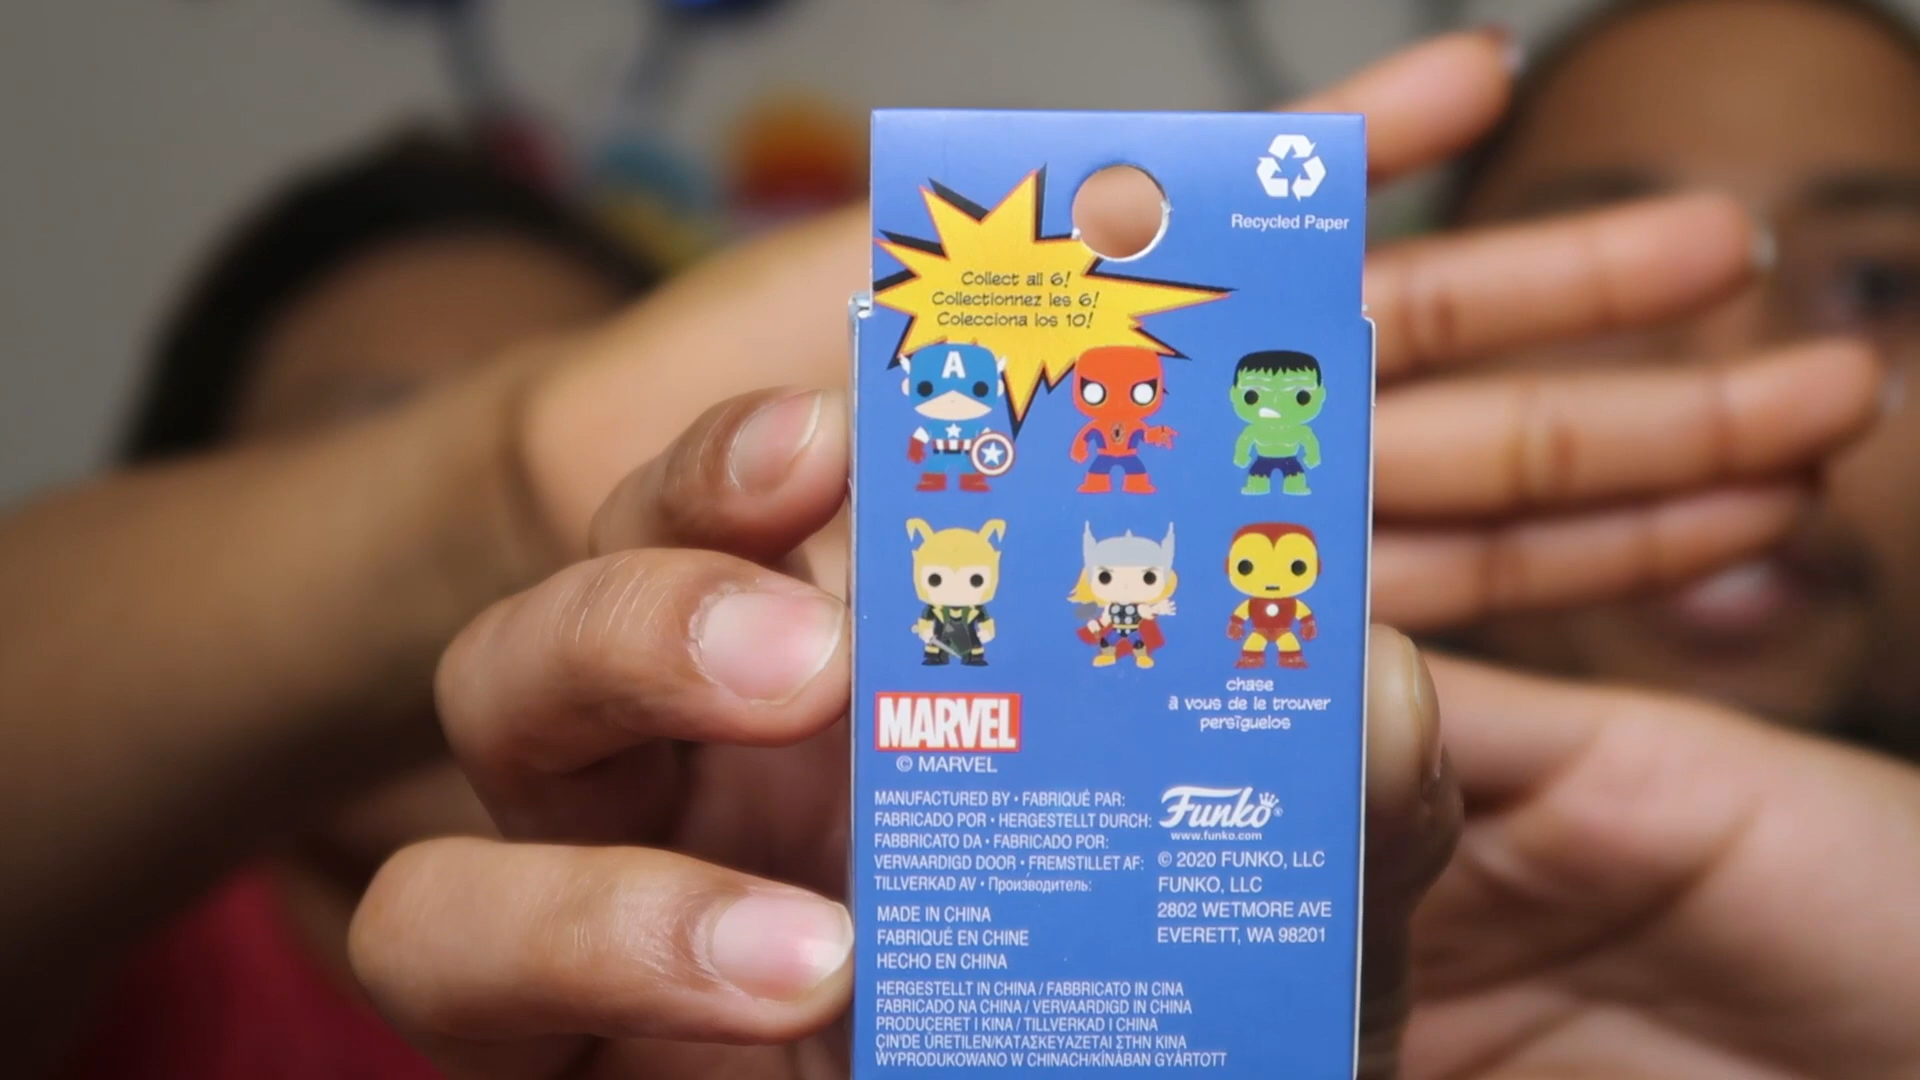 Recycled Paper
Collect all 6!
Collectionnez les 6!
Colecciona los 10!
A
chase
à vous de le trouver
persīguelos
MARVEL
© MARVEL
MANUFACTURED BY • FABRIQUÉ PAR:
FABRICADO POR • HERGESTELLT DURCH:
FABBRICATO DA • FABRICADO POR:
VERVAARDIGD DOOR • FREMSTILLET AF:
TILLVERKAD AV • Производитель:
Funko®
www.funko.com
© 2020 FUNKO, LLC
FUNKO, LLC
2802 WETMORE AVE
EVERETT, WA 98201
MADE IN CHINA
FABRIQUÉ EN CHINE
HECHO EN CHINA
HERGESTELLT IN CHINA / FABBRICATO IN CINA
FABRICADO NA CHINA / VERVAARDIGD IN CHINA
PRODUCERET I KINA / TILLVERKAD I CHINA
ÇIN'DE ÜRETILEN/ΚΑΤΑΣΚΕΥΑΖΕΤΑΙ ΣΤΗΝ ΚΙΝΑ
WYPRODUKOWANO W CHINACH/KÍNÁBAN GYÁRTOTT